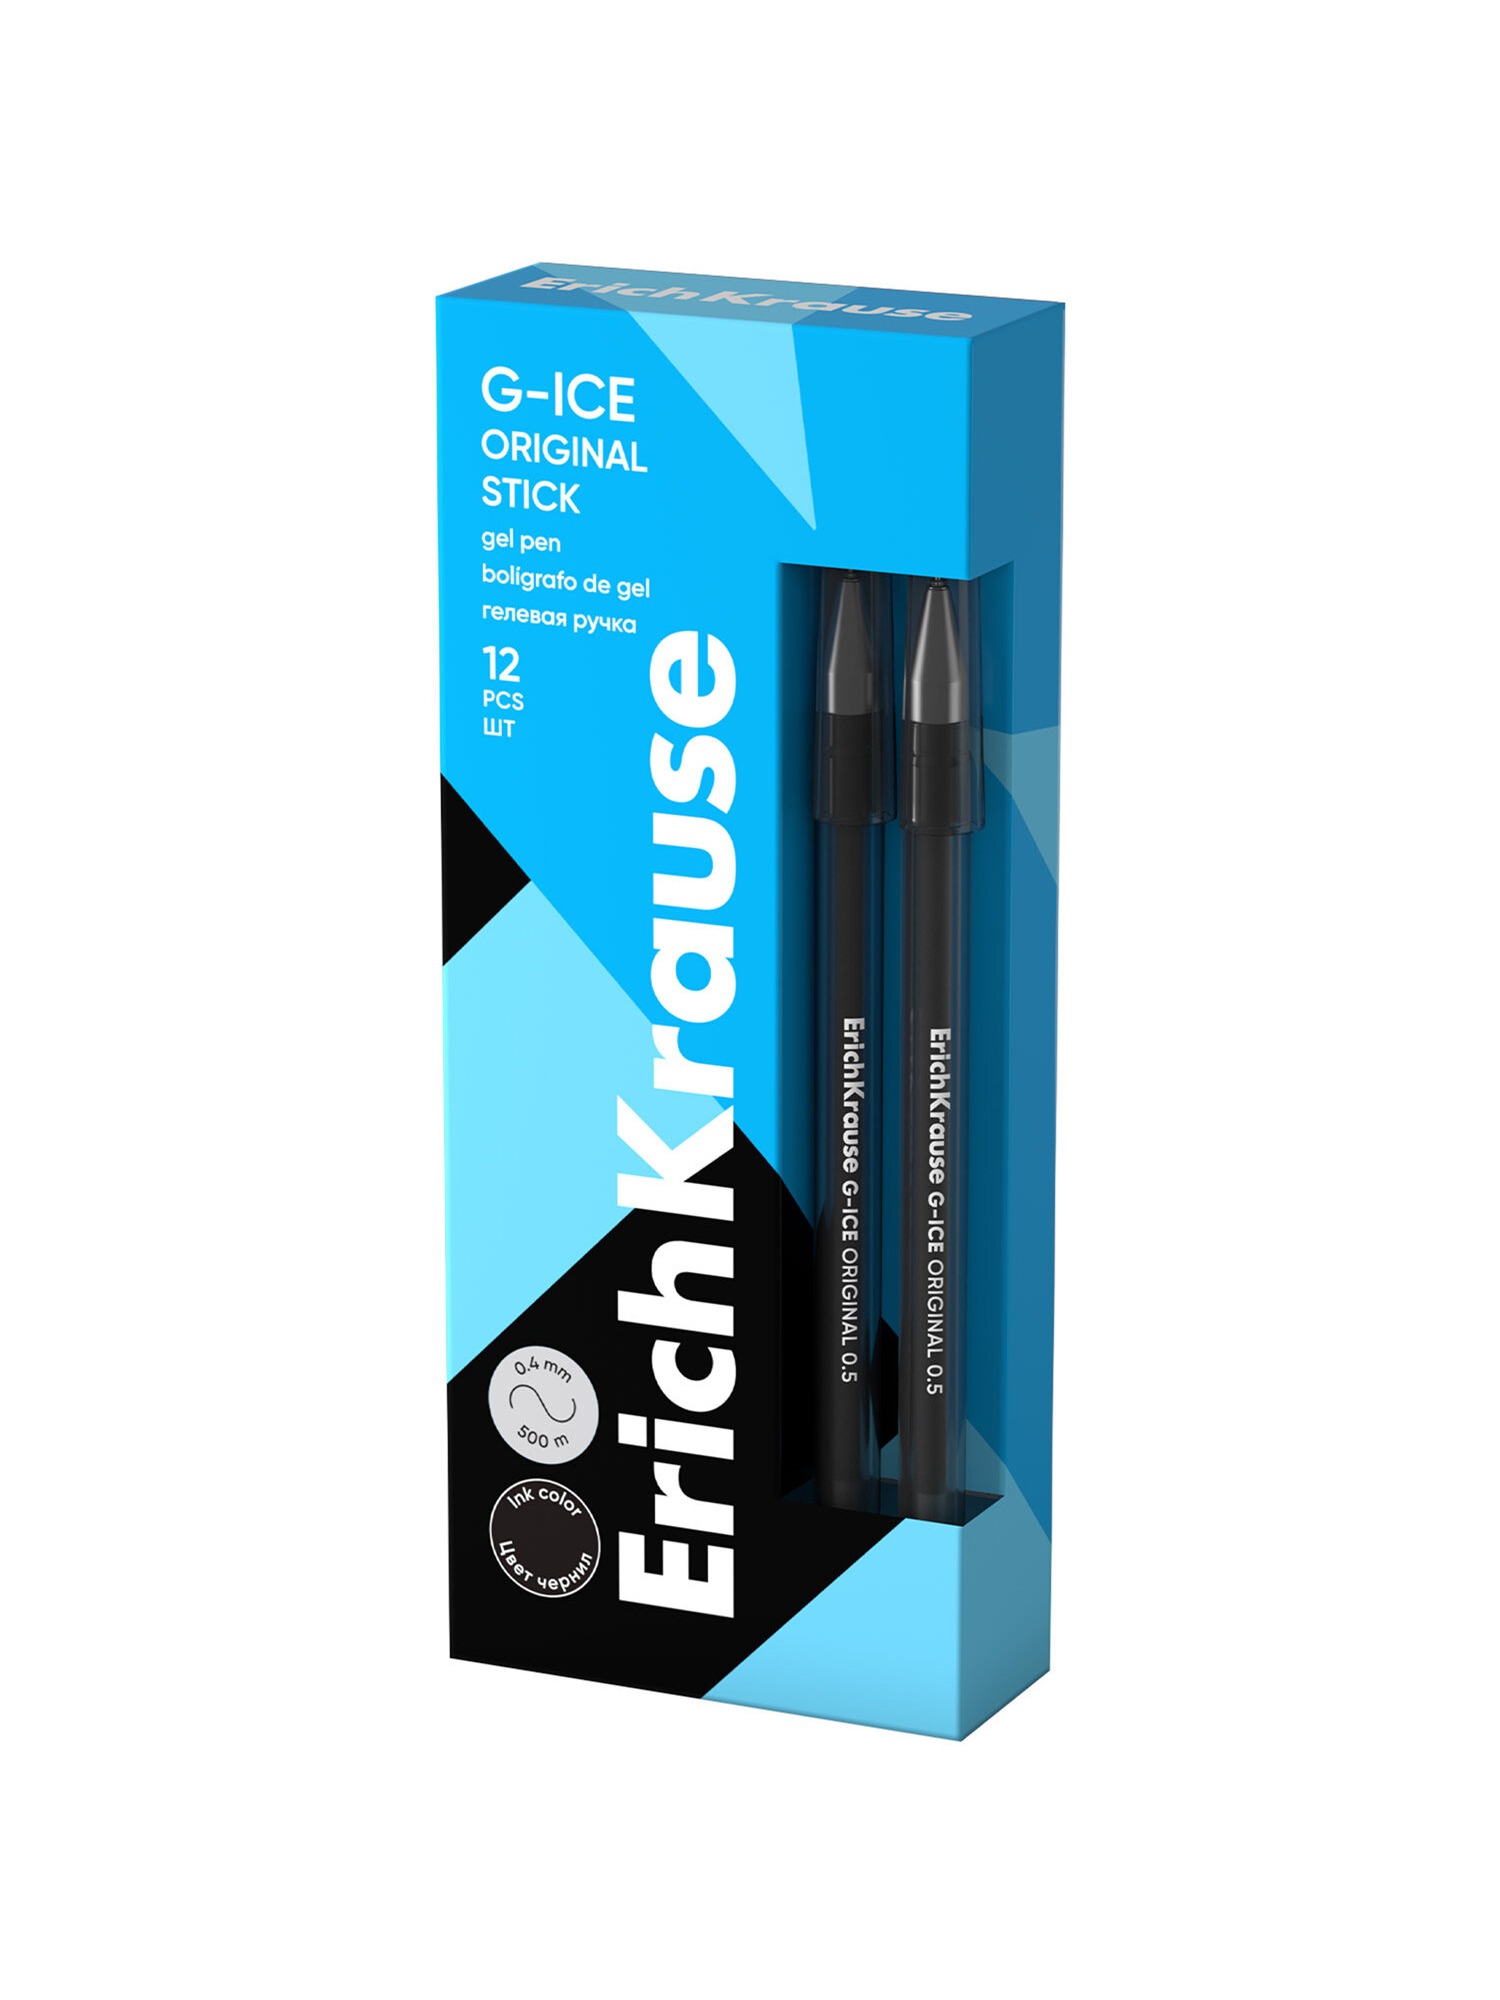 ErichKrause
G-ICE
ORIGINAL
STICK
gel pen
bolígrafo de gel
гелевая ручка
12
PCS
ШТ
ErichKrause
0.4 mm
500 m
Ink color
Цвет чернил
ErichKrause G-ICE ORIGINAL 0.5
ErichKrause G-ICE ORIGINAL 0.5